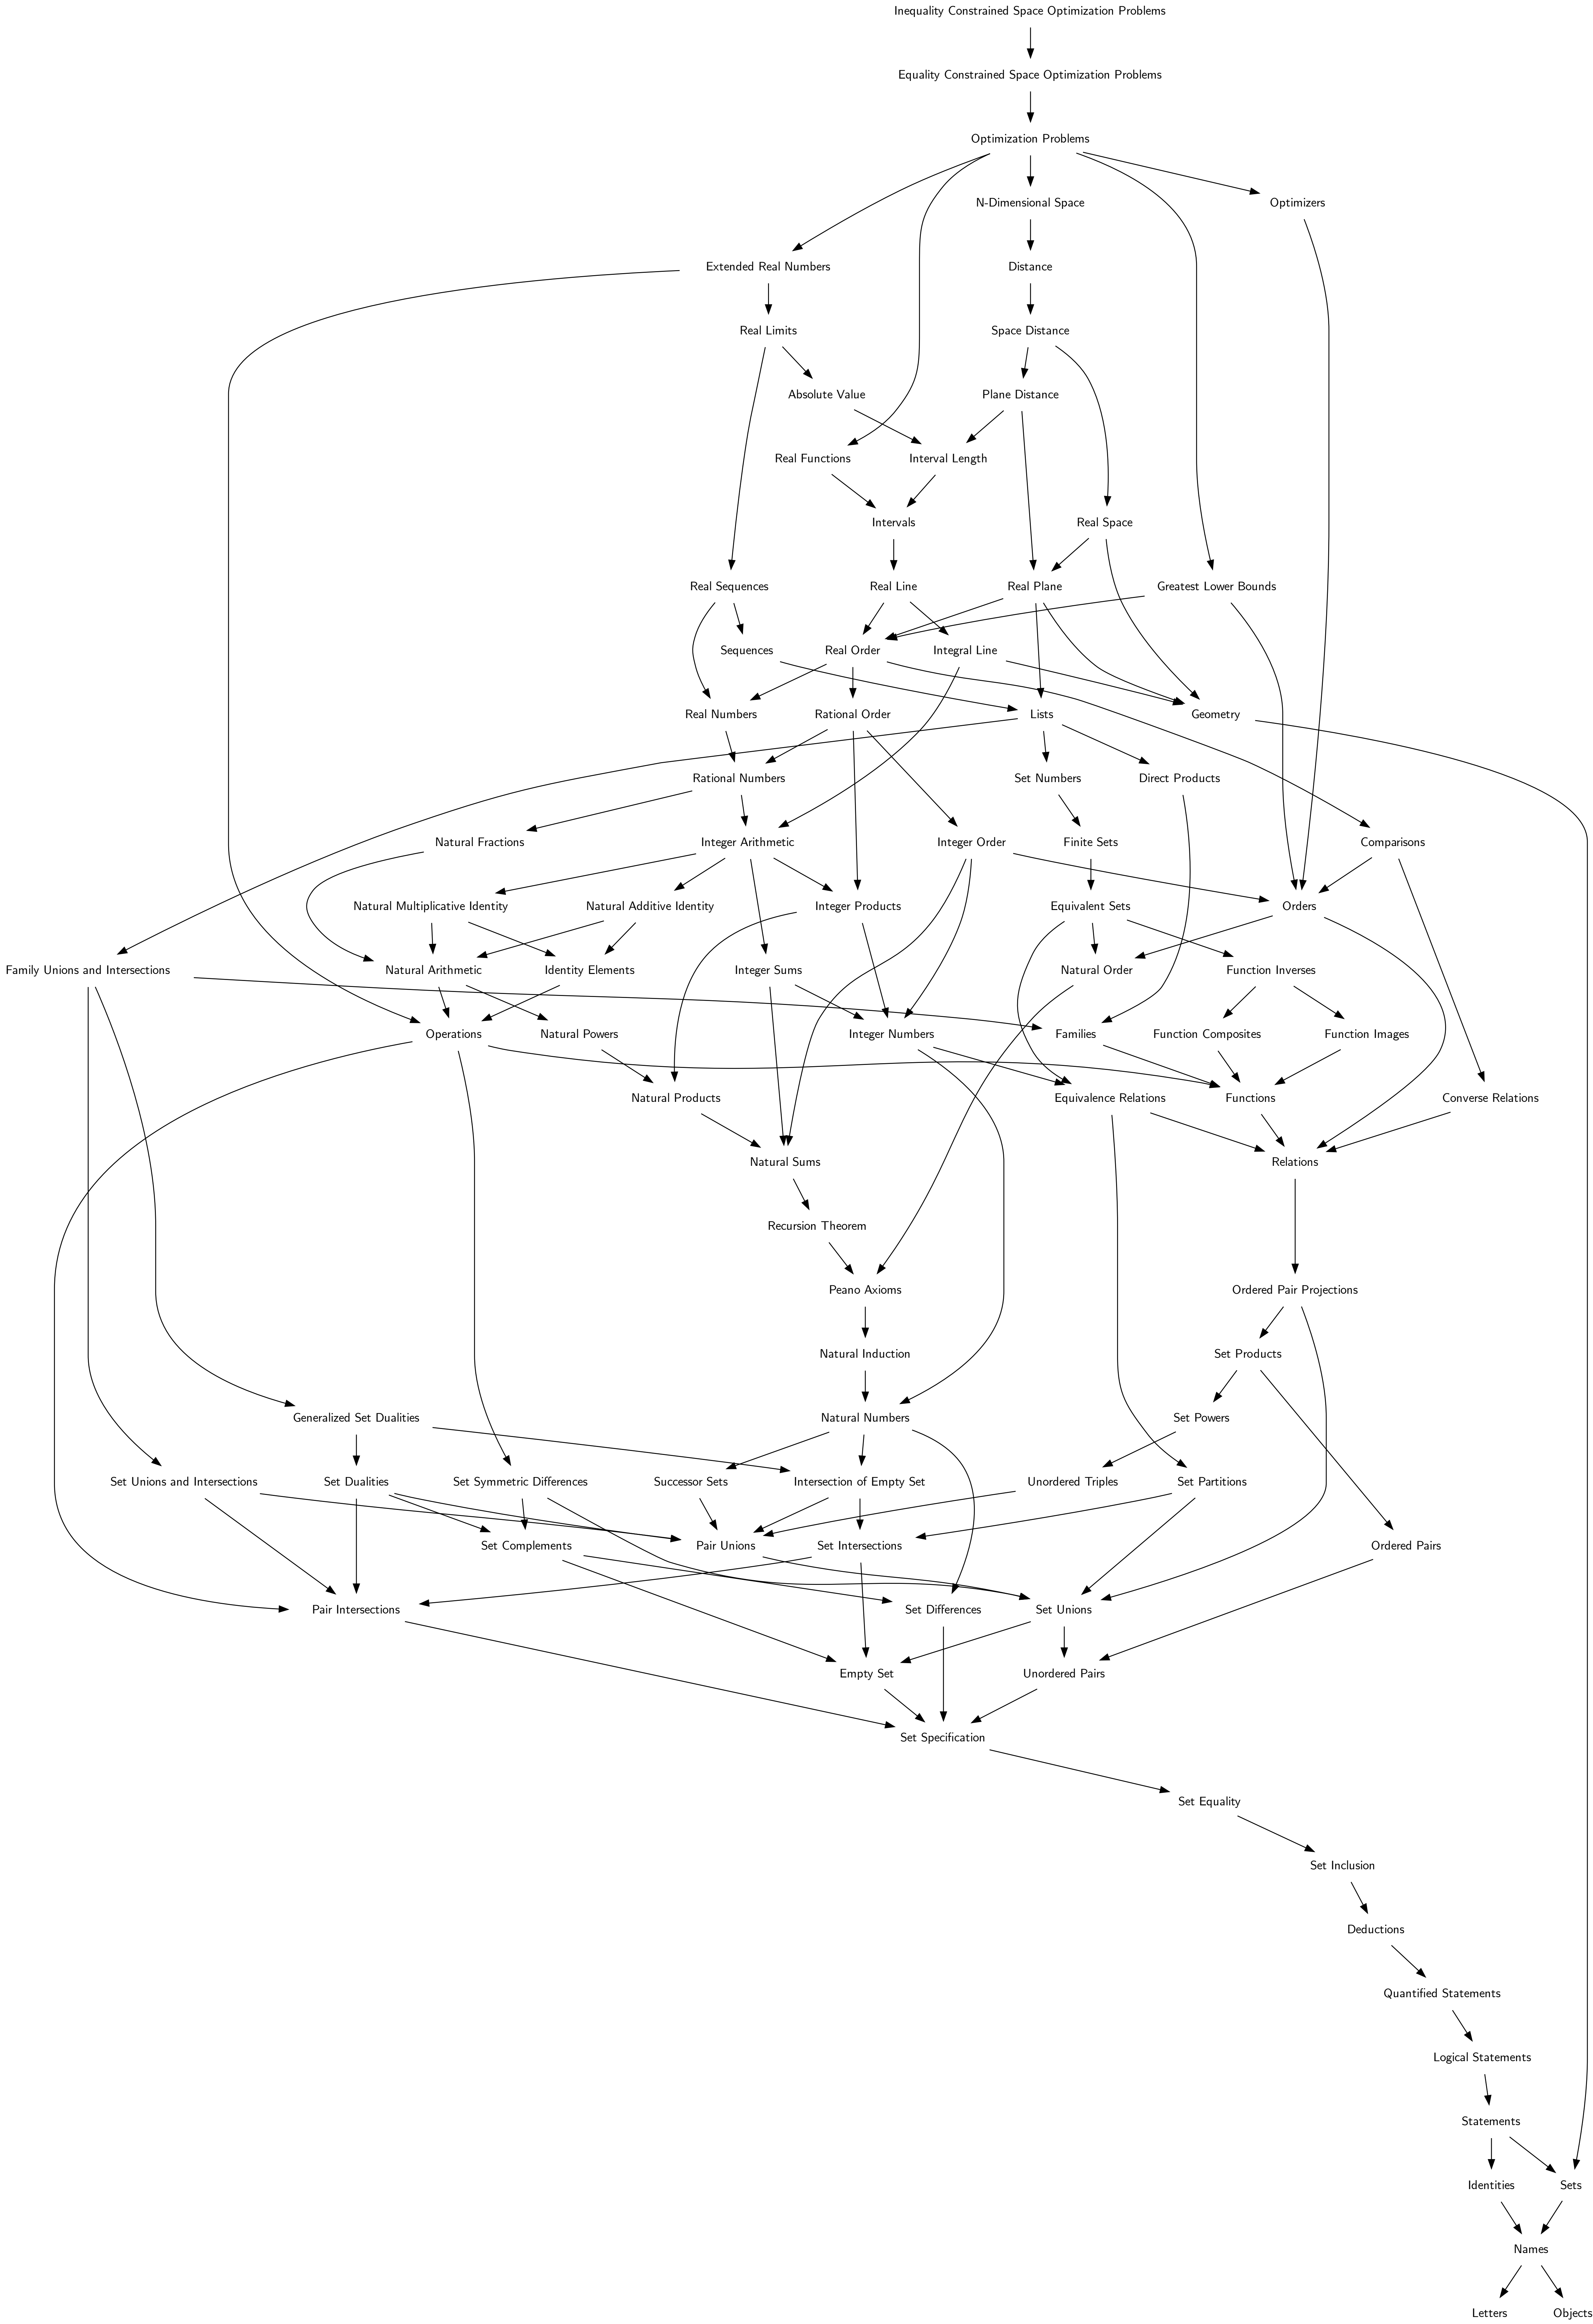 Inequality Constrained Space Optimization Problems
Equality Constrained Space Optimization Problems
Optimization Problems
N-Dimensional Space
Optimizers
Extended Real Numbers
Distance
Real Limits
Space Distance
Absolute Value
Plane Distance
Real Functions
Interval Length
Intervals
Real Space
Real Sequences
Real Line
Real Plane
Greatest Lower Bounds
Sequences
Real Order
Integral Line
Real Numbers
Rational Order
Lists
Geometry
Rational Numbers
Set Numbers
Direct Products
Natural Fractions
Integer Arithmetic
Integer Order
Finite Sets
Comparisons
Natural Multiplicative Identity
Natural Additive Identity
Integer Products
Equivalent Sets
Orders
Family Unions and Intersections
Natural Arithmetic
Identity Elements
Integer Sums
Natural Order
Function Inverses
Operations
Natural Powers
Integer Numbers
Families
Function Composites
Function Images
Natural Products
Equivalence Relations
Functions
Converse Relations
Natural Sums
Relations
Recursion Theorem
Peano Axioms
Ordered Pair Projections
Natural Induction
Set Products
Generalized Set Dualities
Natural Numbers
Set Powers
Set Unions and Intersections
Set Dualities
Set Symmetric Differences
Successor Sets
Intersection of Empty Set
Unordered Triples
Set Partitions
Set Complements
Pair Unions
Set Intersections
Ordered Pairs
Pair Intersections
Set Differences
Set Unions
Empty Set
Unordered Pairs
Set Specification
Set Equality
Set Inclusion
Deductions
Quantified Statements
Logical Statements
Statements
Identities
Sets
Names
Letters
Objects